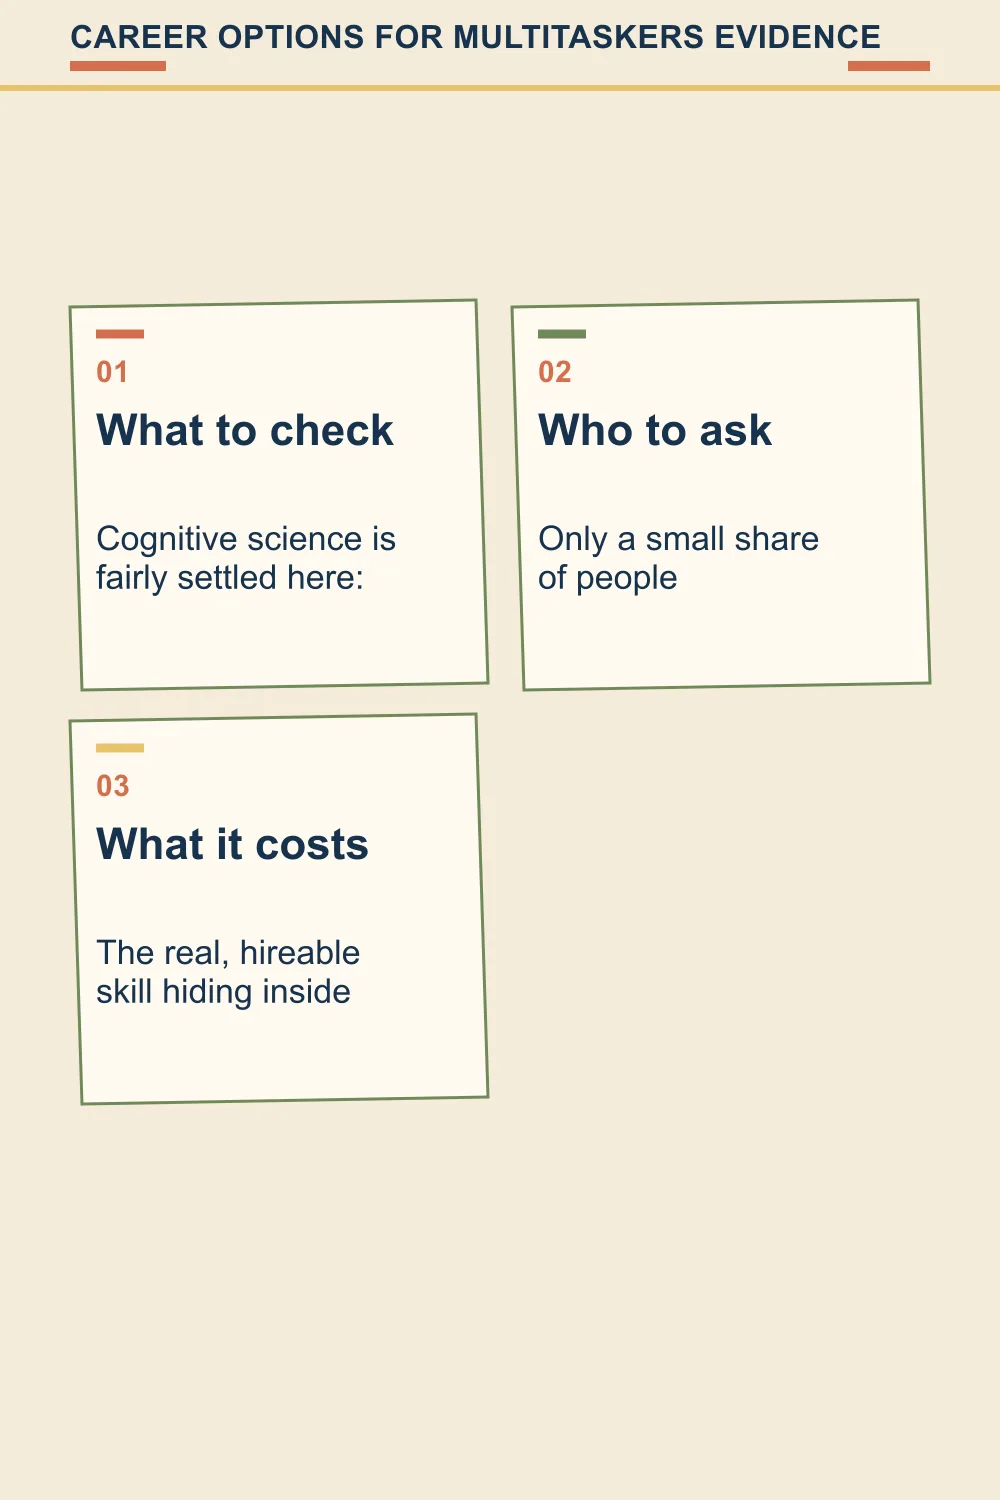 CAREER OPTIONS FOR MULTITASKERS EVIDENCE
01
What to check
Cognitive science is
fairly settled here:
02
Who to ask
Only a small share
of people
03
What it costs
The real, hireable
skill hiding inside